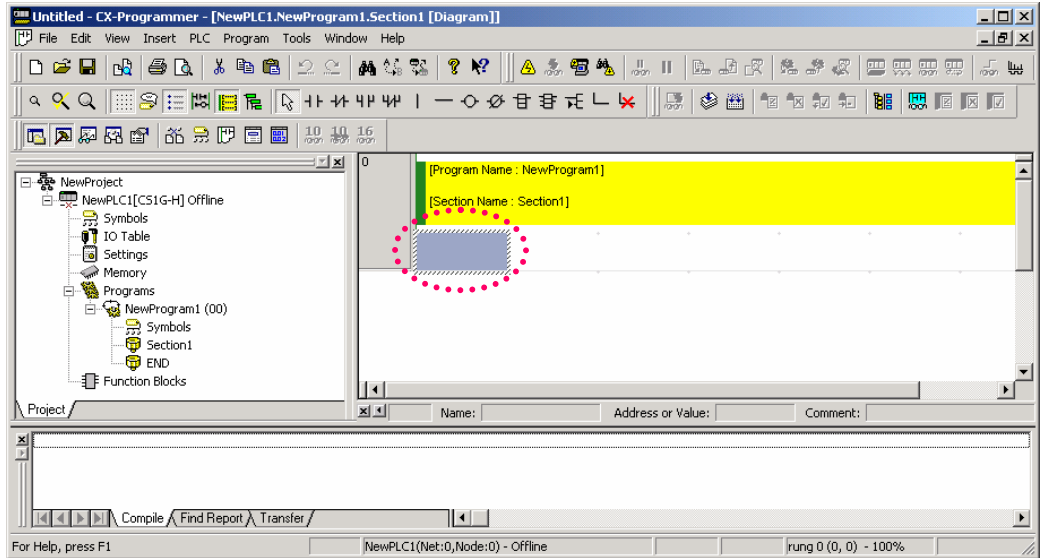 Untitled - CX-Programmer - [NewPLC1.NewProgram1.Section1 [Diagram]]
File Edit View Insert PLC Program Tools Window Help
10 10 16
0
[Program Name : NewProgram1]
[Section Name : Section1]
NewProject
NewPLC1[CS1G-H] Offline
Symbols
IO Table
Settings
Memory
Programs
NewProgram1 (00)
Symbols
Section1
END
Function Blocks
Project
Name: Address or Value: Comment:
Compile Find Report Transfer
For Help, press F1 NewPLC1(Net:0,Node:0) - Offline rung 0 (0, 0) - 100%